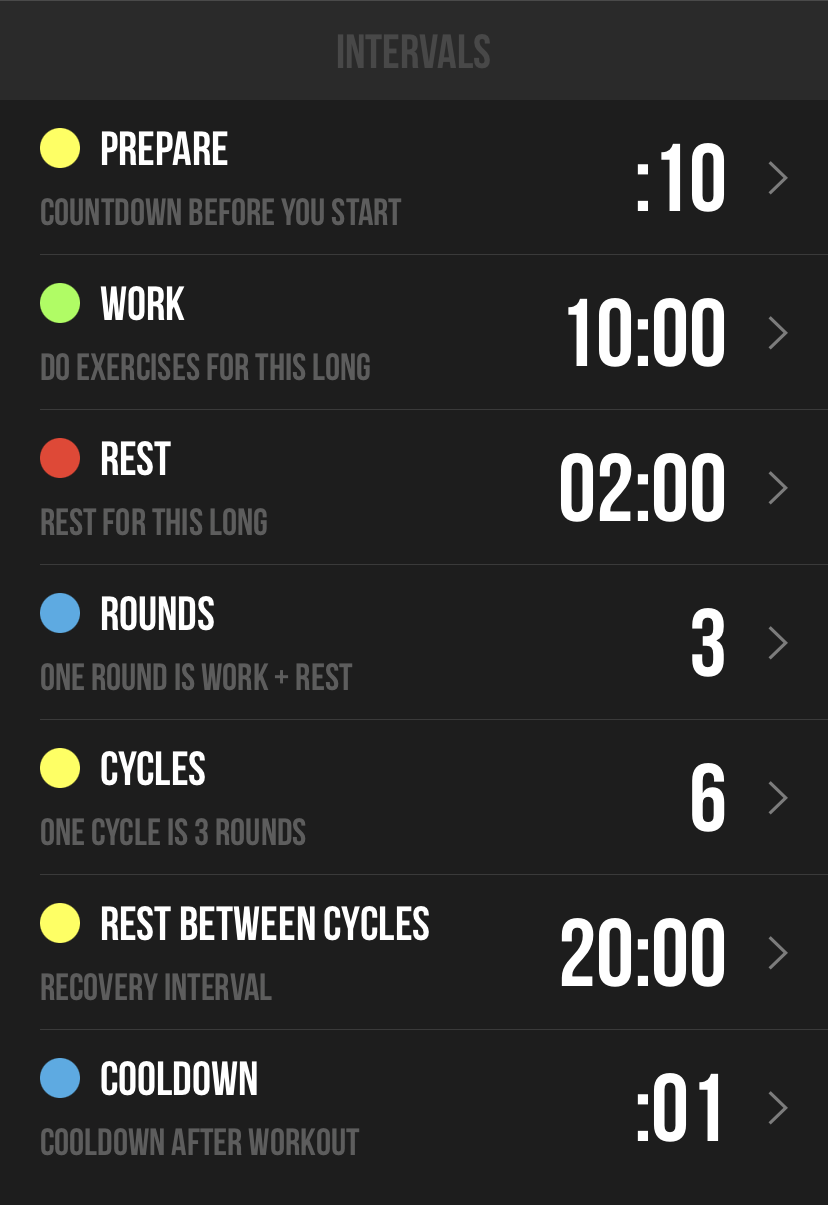 INTERVALS
PREPARE
:10
COUNTDOWN BEFORE YOU START
WORK
10:00
DO EXERCISES FOR THIS LONG
REST
02:00
REST FOR THIS LONG
ROUNDS
3
ONE ROUND IS WORK + REST
CYCLES
6
ONE CYCLE IS 3 ROUNDS
REST BETWEEN CYCLES
20:00
RECOVERY INTERVAL
COOLDOWN
:01
COOLDOWN AFTER WORKOUT